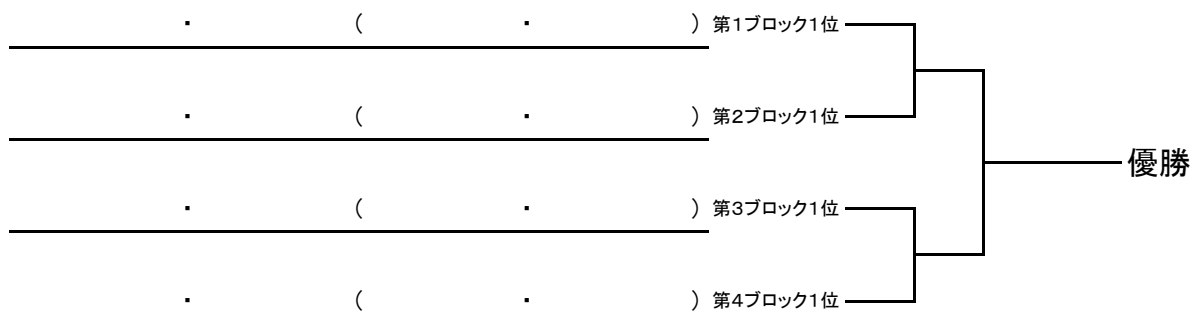 ・ ( ・ ) 第1ブロック1位
・ ( ・ ) 第2ブロック1位
優勝
・ ( ・ ) 第3ブロック1位
・ ( ・ ) 第4ブロック1位